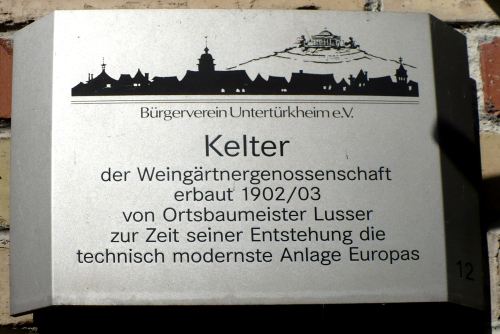 Bürgerverein Untertürkheim e.V.
Kelter
der Weingärtnergenossenschaft
erbaut 1902/03
von Ortsbaumeister Lusser
zur Zeit seiner Entstehung die
technisch modernste Anlage Europas
12